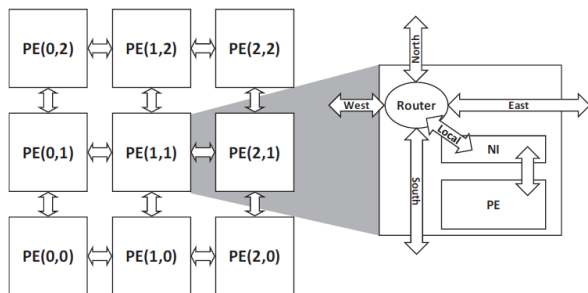 PE(0,2) PE(1,2) PE(2,2)
PE(0,1) PE(1,1) PE(2,1)
PE(0,0) PE(1,0) PE(2,0)
North
West Router East
Local
NI
South
PE